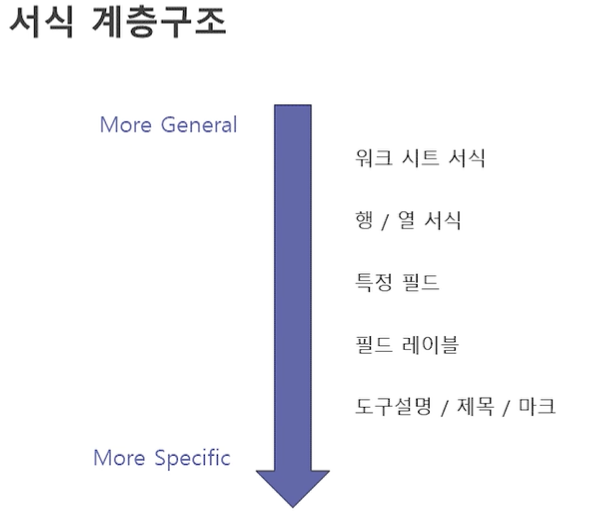 서식 계층구조
More General
워크 시트 서식
행 / 열 서식
특정 필드
필드 레이블
도구설명 / 제목 / 마크
More Specific